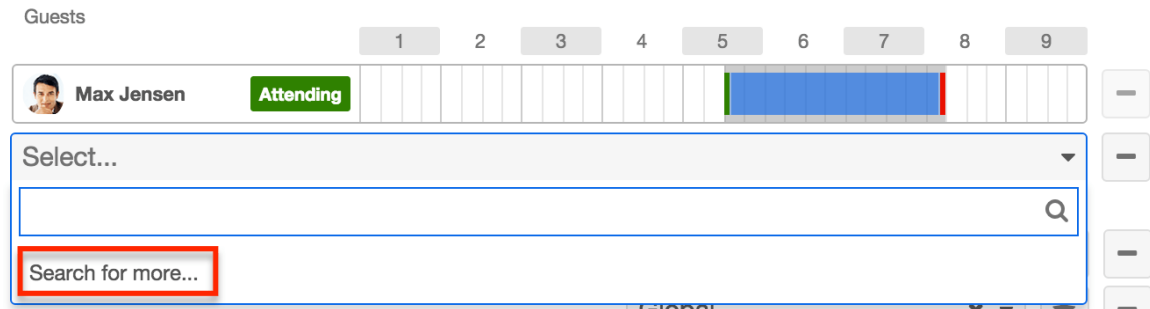 Guests
1 2 3 4 5 6 7 8 9
Max Jensen Attending
Select...
Search for more...